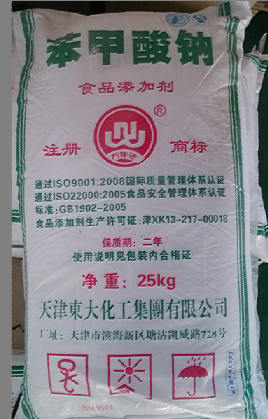 苯甲酸钠
食品添加剂
®
万年达
注册 商标
通过ISO9001:2008国际质量管理体系认证
通过ISO22000:2005食品安全管理体系认证
标准:GB1902-2005
食品添加剂生产许可证:津XK13-217-00018
保质期:二年
使用说明见包装内合格证
净重:25kg
天津東大化工集團有限公司
厂址:天津市滨海新区塘沽凯威路728号